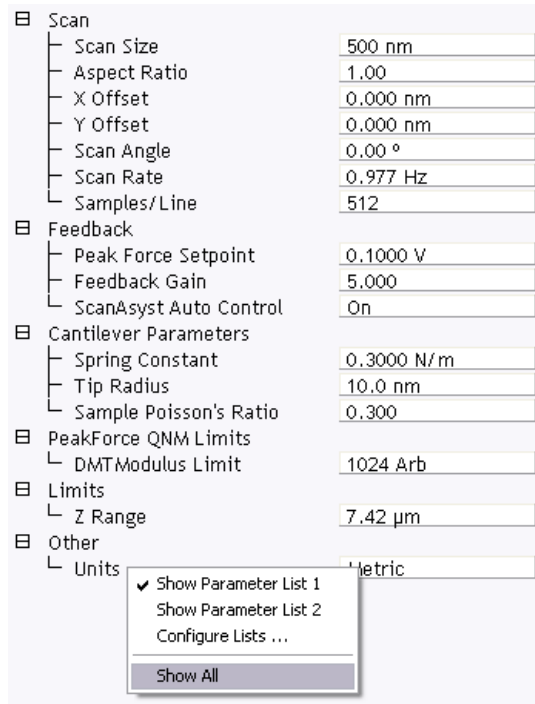 Scan
Scan Size 500 nm
Aspect Ratio 1.00
X Offset 0.000 nm
Y Offset 0.000 nm
Scan Angle 0.00 º
Scan Rate 0.977 Hz
Samples/Line 512
Feedback
Peak Force Setpoint 0.1000 V
Feedback Gain 5.000
ScanAsyst Auto Control On
Cantilever Parameters
Spring Constant 0.3000 N/m
Tip Radius 10.0 nm
Sample Poisson's Ratio 0.300
PeakForce QNM Limits
DMTModulus Limit 1024 Arb
Limits
Z Range 7.42 µm
Other
Units Metric
Show Parameter List 1
Show Parameter List 2
Configure Lists ...
Show All